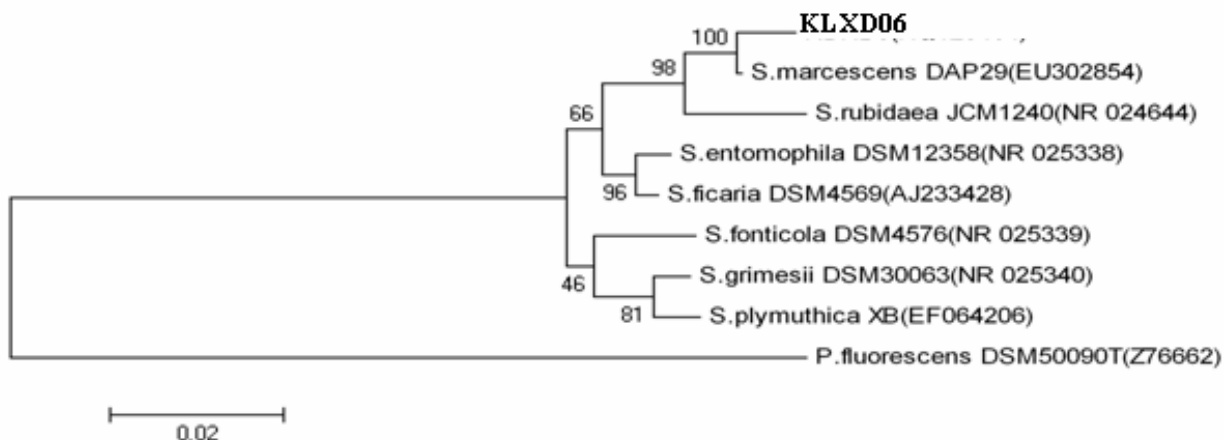 KLXD06
100
S.marcescens DAP29(EU302854)
98
S.rubidaea JCM1240(NR 024644)
66
S.entomophila DSM12358(NR 025338)
96
S.ficaria DSM4569(AJ233428)
S.fonticola DSM4576(NR 025339)
46
S.grimesii DSM30063(NR 025340)
81
S.plymuthica XB(EF064206)
P.fluorescens DSM50090T(Z76662)
0.02